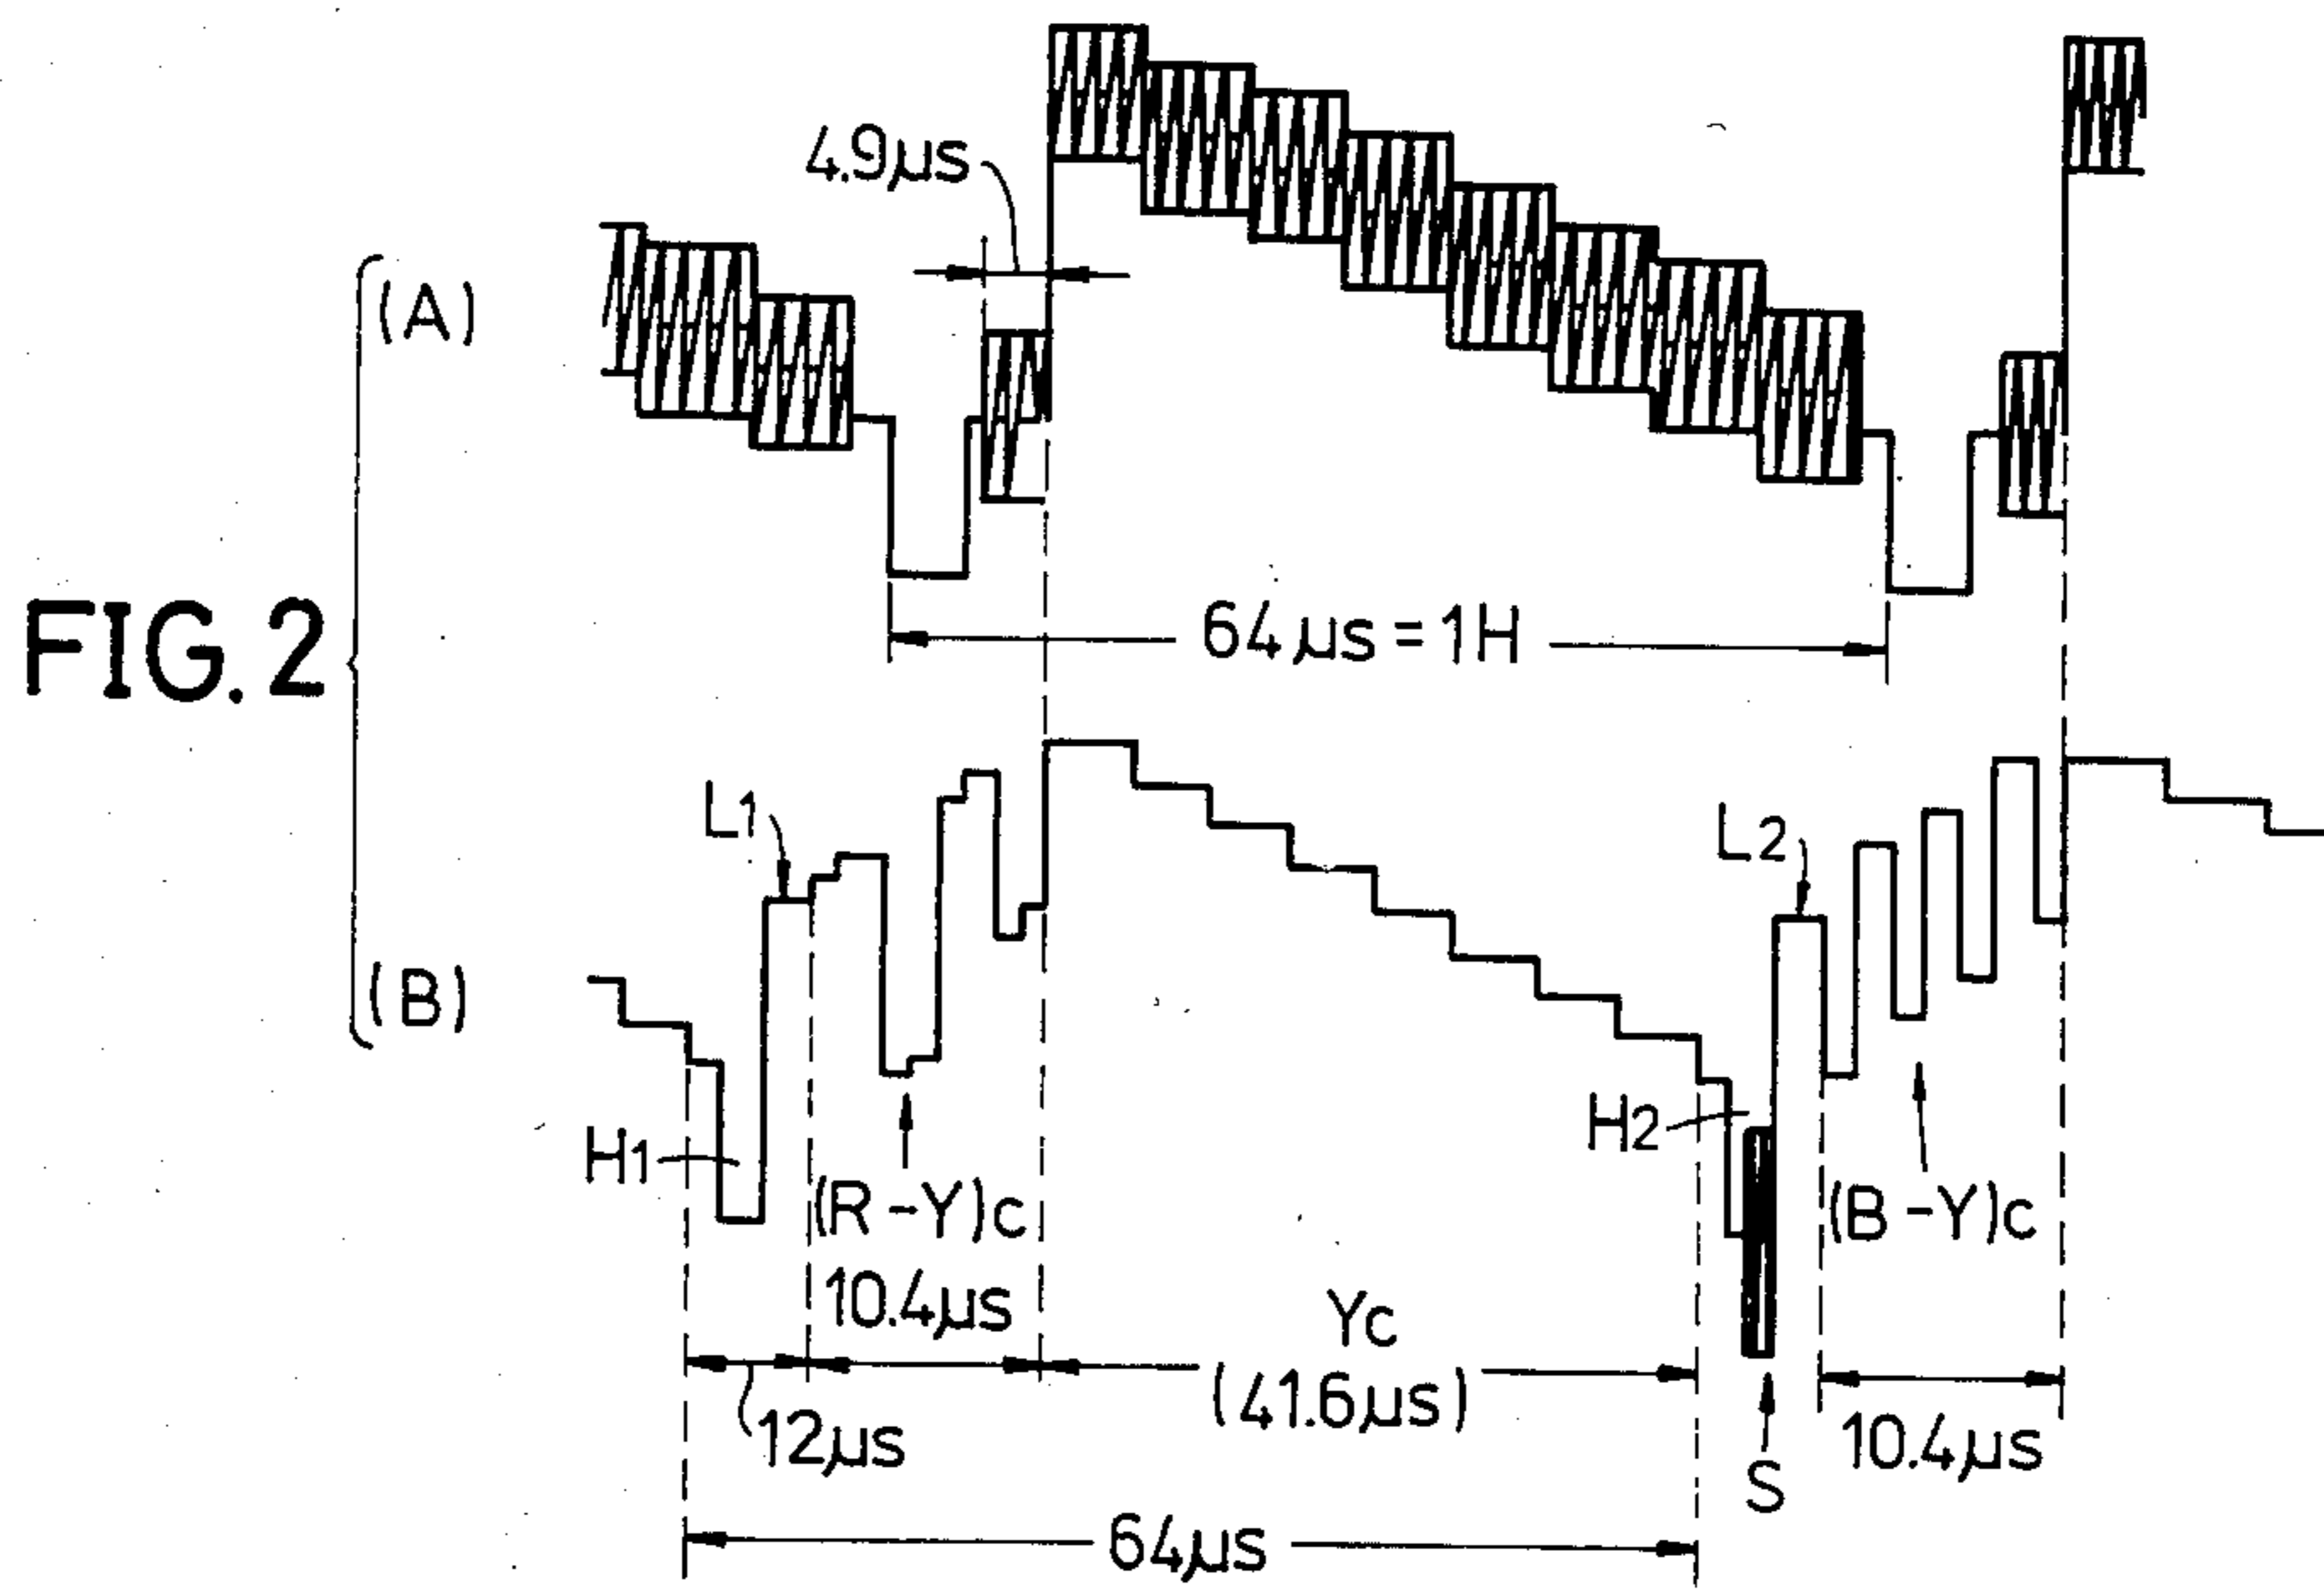 FIG.2
(A)
4.9μs
64μs=1H
(B)
L1
L2
H1
H2
(R-Y)c
(B-Y)c
10.4μs
Yc
(41.6μs)
12μs
10.4μs
S
64μs